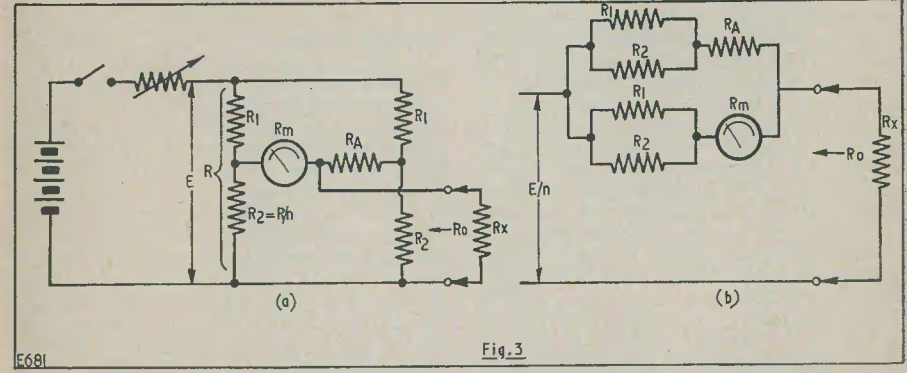 R1
R2
RA
R1
R2
Rm
Rx
←Ro
E/n
(b)
R
R1
Rm
RA
R1
E
R2=R/n
R2
←Ro
Rx
(a)
Fig.3
E681